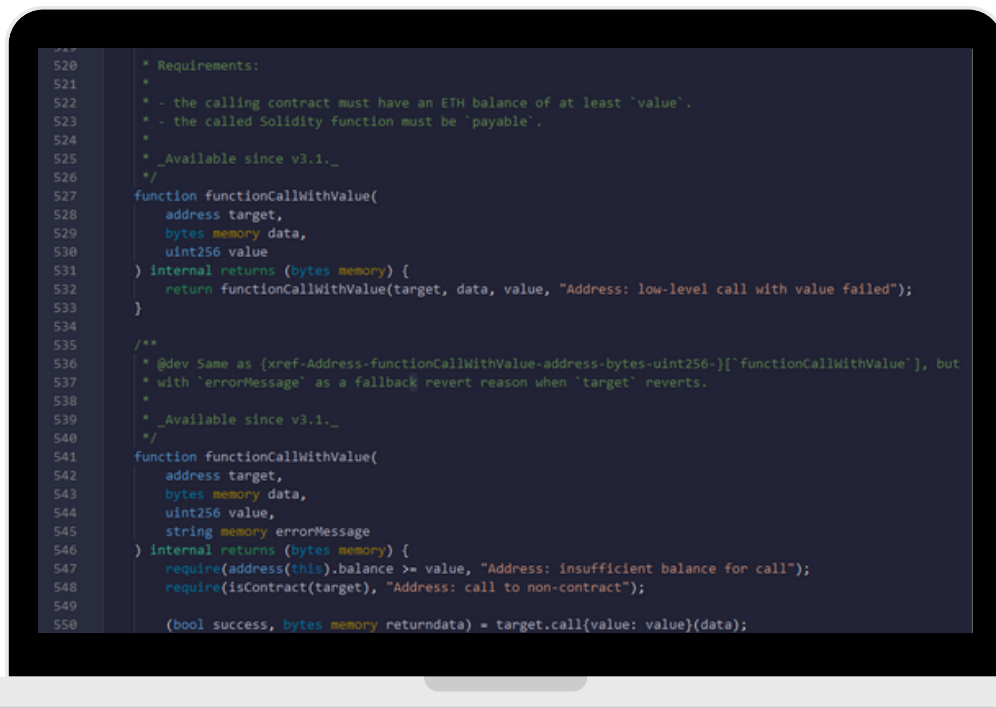 520 * Requirements:
521 *
522 * - the calling contract must have an ETH balance of at least `value`.
523 * - the called Solidity function must be `payable`.
524 *
525 * _Available since v3.1._
526 */
527 function functionCallWithValue(
528 address target,
529 bytes memory data,
530 uint256 value
531 ) internal returns (bytes memory) {
532 return functionCallWithValue(target, data, value, "Address: low-level call with value failed");
533 }
534
535 /**
536 * @dev Same as {xref-Address-functionCallWithValue-address-bytes-uint256-}[`functionCallWithValue`], but
537 * with `errorMessage` as a fallback revert reason when `target` reverts.
538 *
539 * _Available since v3.1._
540 */
541 function functionCallWithValue(
542 address target,
543 bytes memory data,
544 uint256 value,
545 string memory errorMessage
546 ) internal returns (bytes memory) {
547 require(address(this).balance >= value, "Address: insufficient balance for call");
548 require(isContract(target), "Address: call to non-contract");
549
550 (bool success, bytes memory returndata) = target.call{value: value}(data);